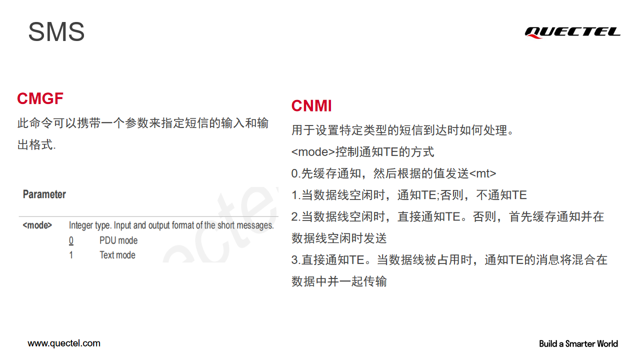 SMS
QUECTEL
CMGF
此命令可以携带一个参数来指定短信的输入和输
出格式.
Parameter
<mode> Integer type. Input and output format of the short messages.
0 PDU mode
1 Text mode
CNMI
用于设置特定类型的短信到达时如何处理。
<mode>控制通知TE的方式
0.先缓存通知，然后根据的值发送<mt>
1.当数据线空闲时，通知TE;否则，不通知TE
2.当数据线空闲时，直接通知TE。否则，首先缓存通知并在
数据线空闲时发送
3.直接通知TE。当数据线被占用时，通知TE的消息将混合在
数据中并一起传输
www.quectel.com
Build a Smarter World